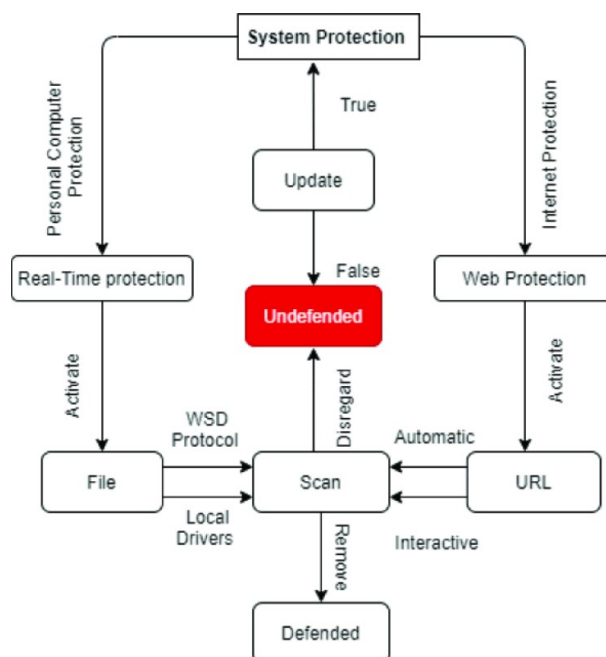 System Protection
Personal Computer
Protection
True
Internet Protection
Update
Real-Time protection
False
Web Protection
Undefended
Activate
WSD
Protocol
Disregard
Automatic
Activate
File
Scan
URL
Local
Drivers
Remove
Interactive
Defended